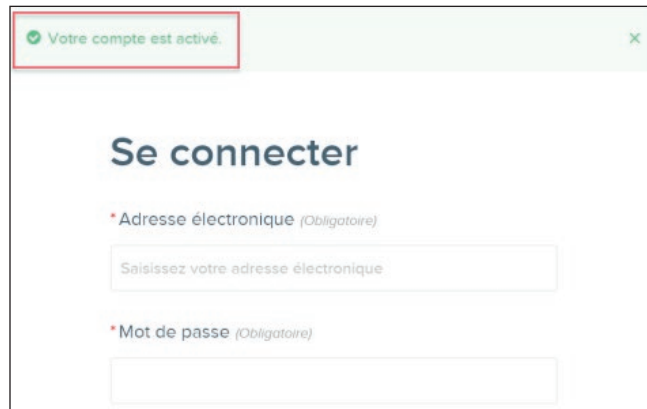 Votre compte est activé.
Se connecter
* Adresse électronique (Obligatoire)
Saisissez votre adresse électronique
* Mot de passe (Obligatoire)